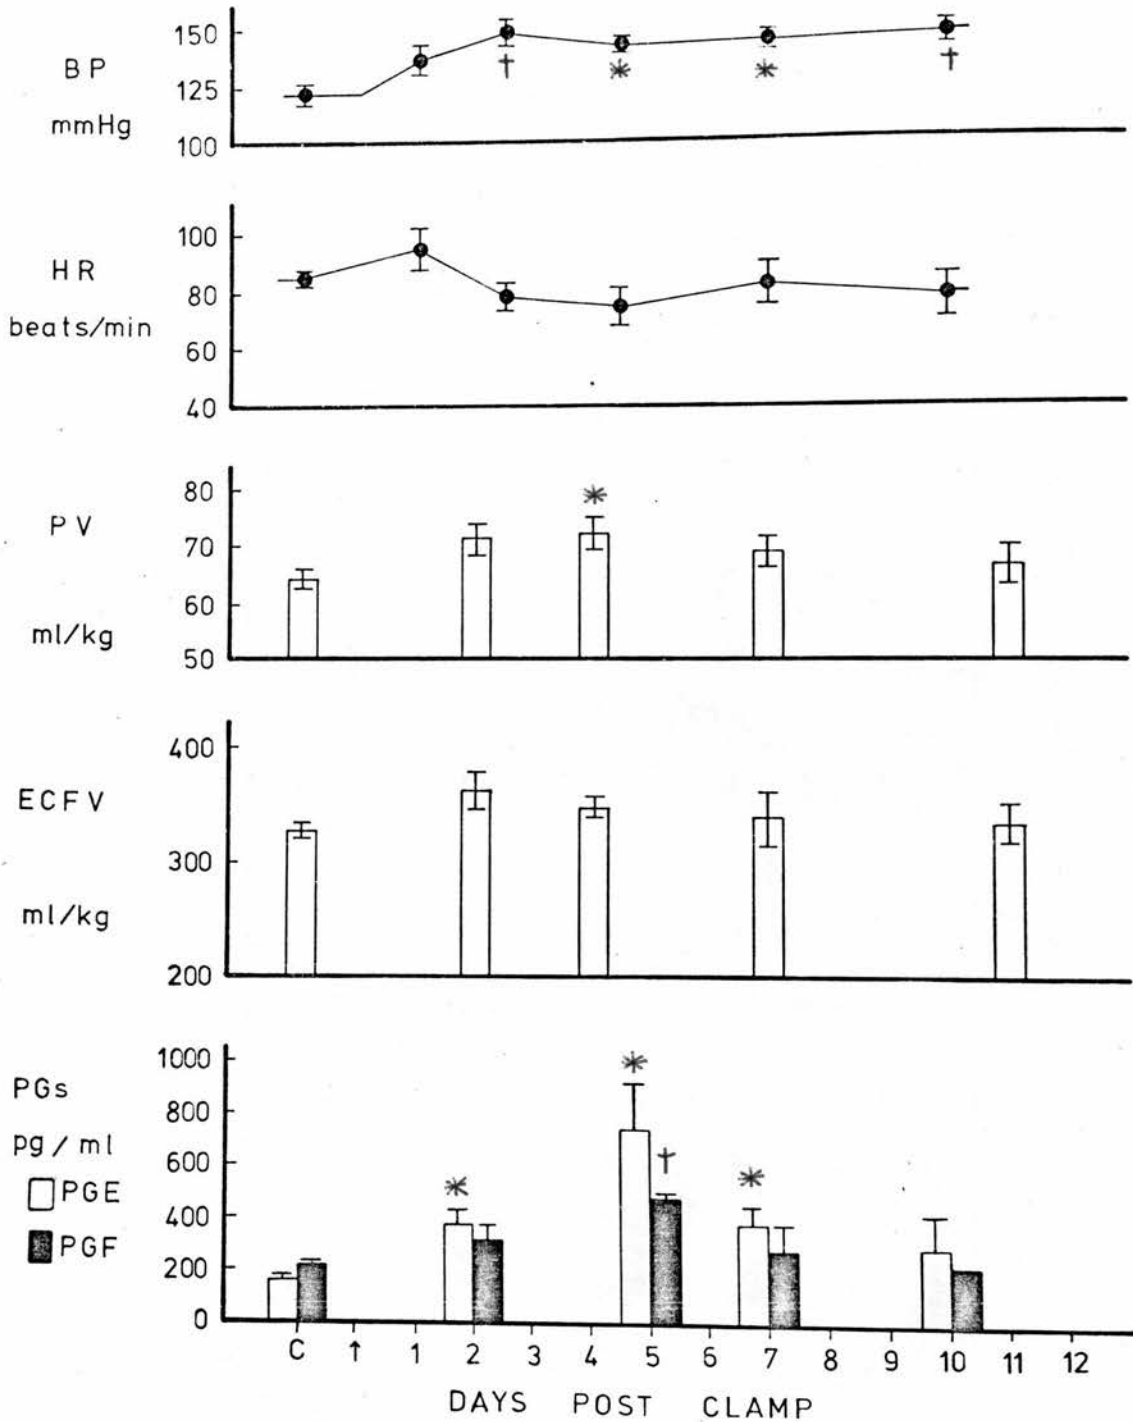 BP
mmHg
150
125
100
†
*
*
†
HR
beats/min
100
80
60
40
PV
ml/kg
80
70
60
50
*
ECFV
ml/kg
400
300
200
PGs
pg/ml
PGE
PGF
1000
800
600
400
200
0
*
*
†
*
C ↑ 1 2 3 4 5 6 7 8 9 10 11 12
DAYS POST CLAMP